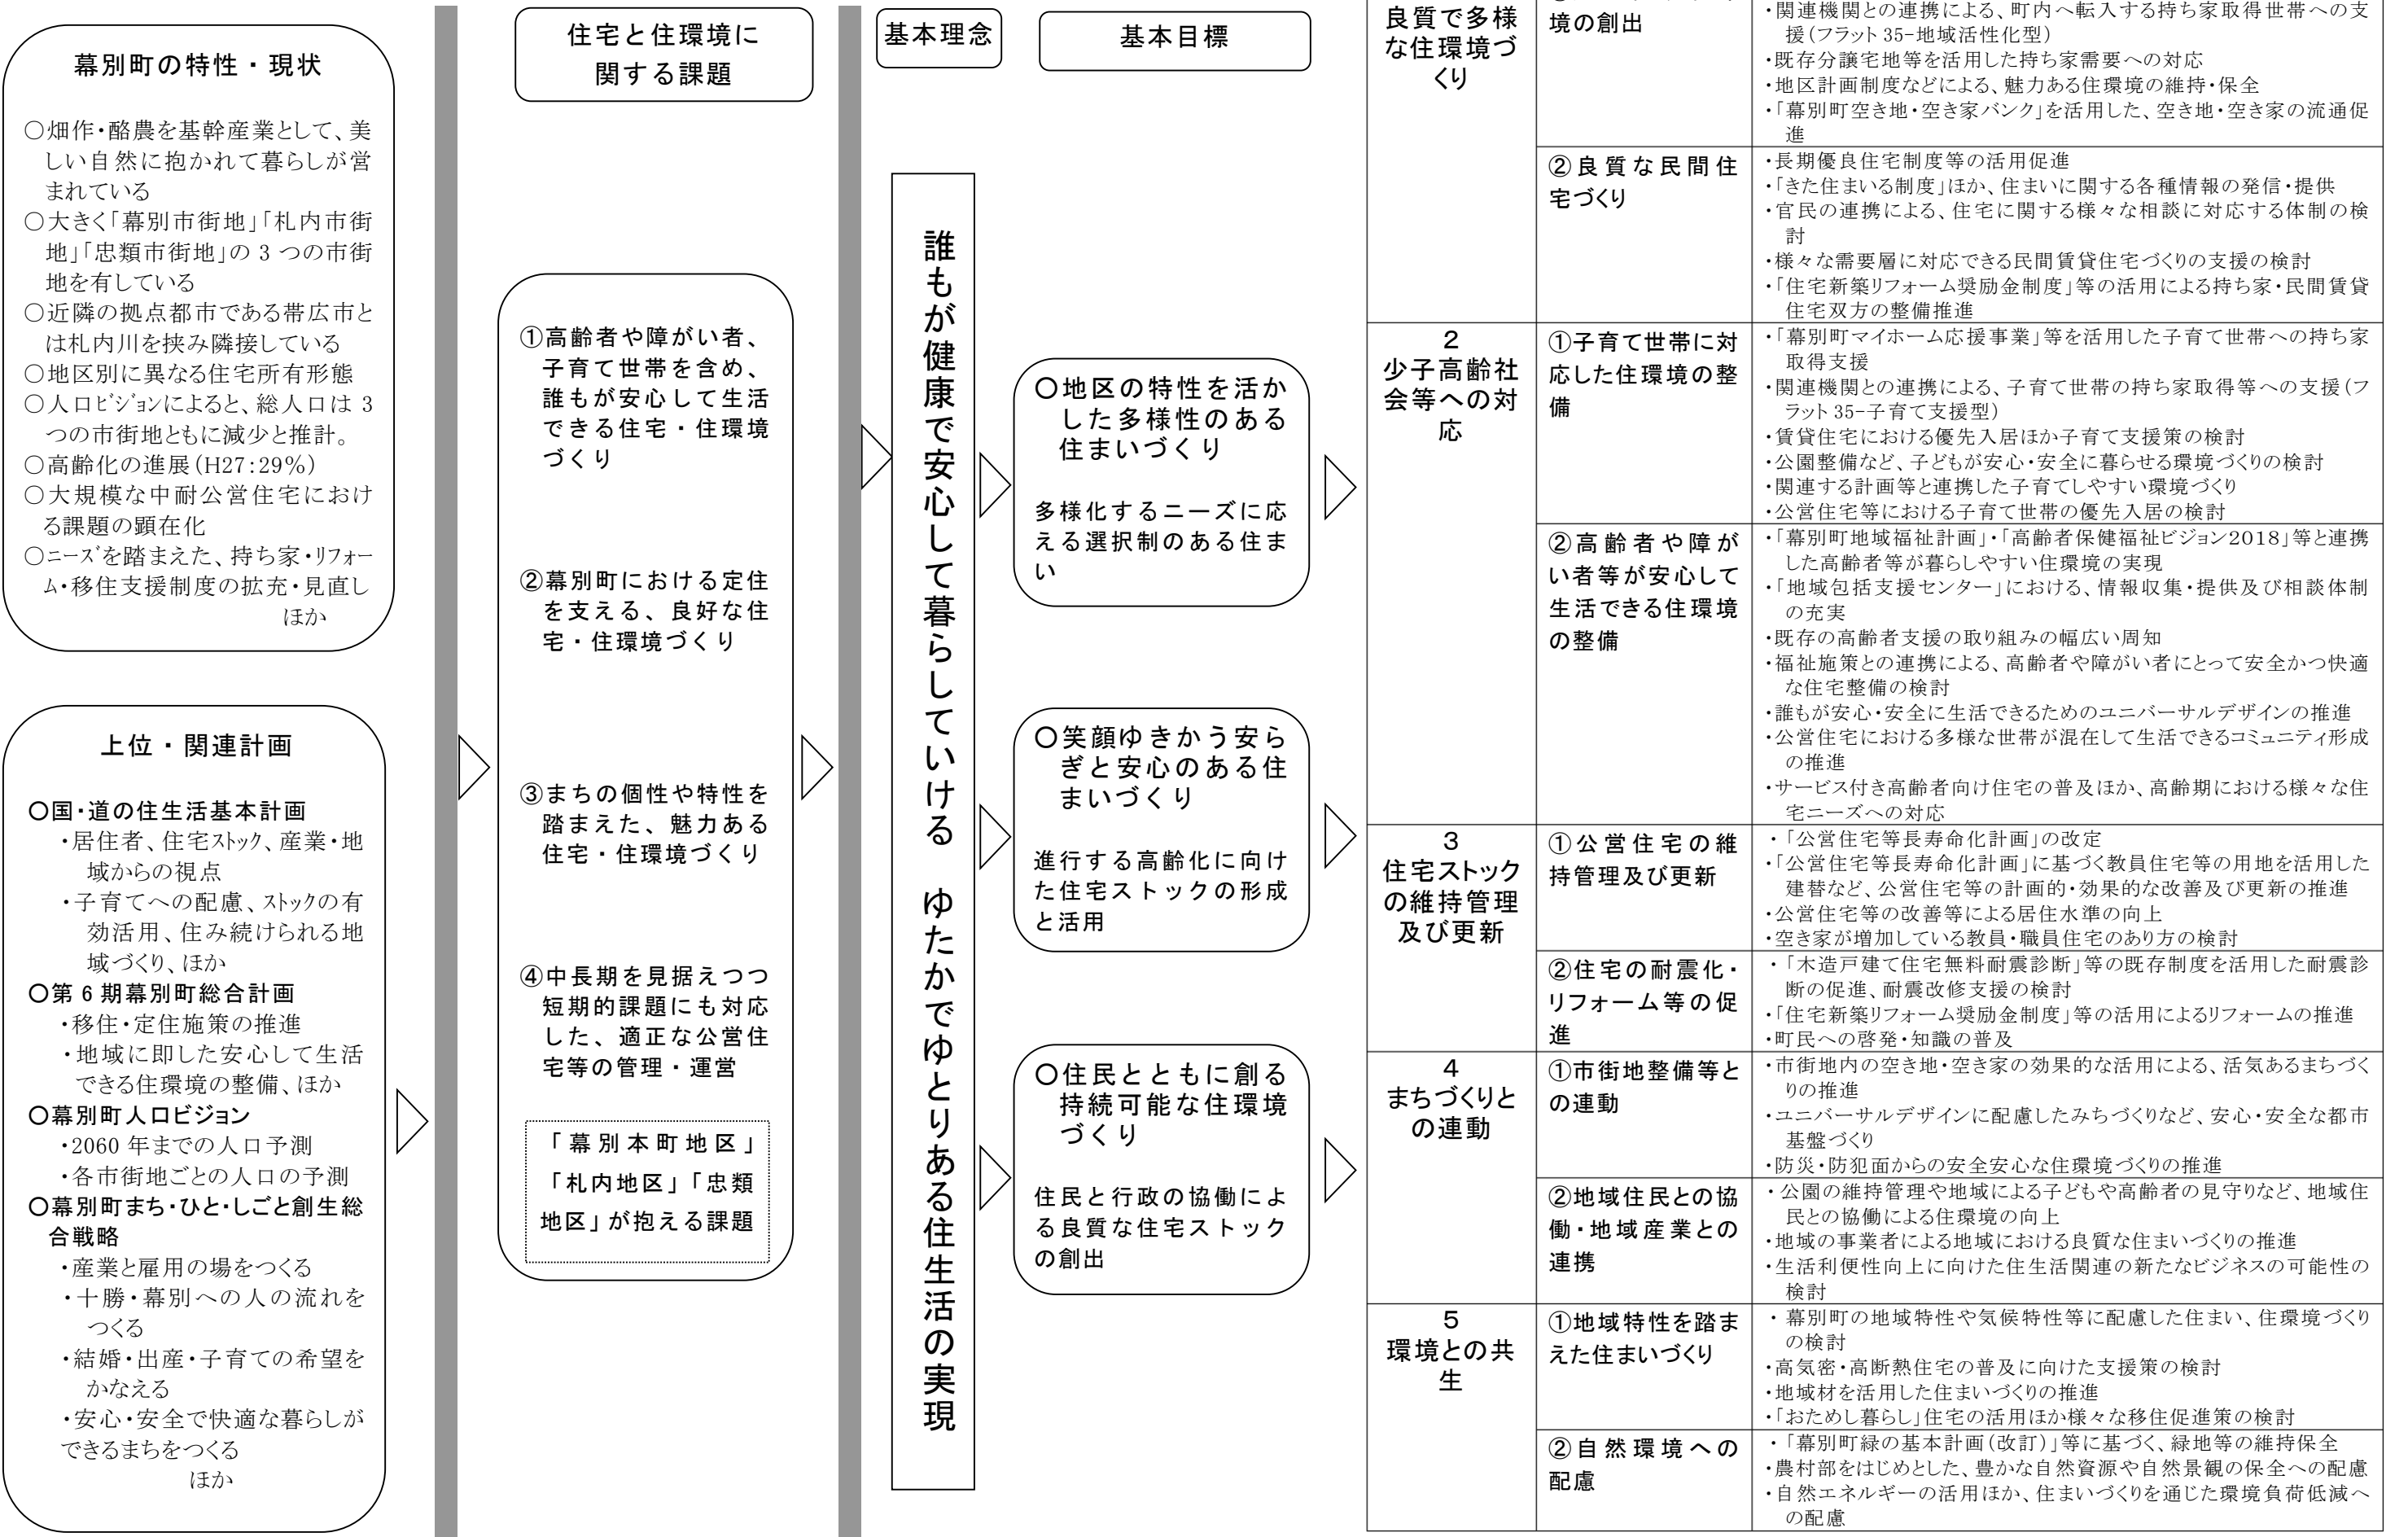 幕別町の特性・現状
○畑作・酪農を基幹産業として、美
しい自然に抱かれて暮らしが営
まれている
○大きく「幕別市街地」「札内市街
地」「忠類市街地」の 3 つの市街
地を有している
○近隣の拠点都市である帯広市と
は札内川を挟み隣接している
○地区別に異なる住宅所有形態
○人口ビジョンによると、総人口は 3
つの市街地ともに減少と推計。
○高齢化の進展(H27:29%)
○大規模な中耐公営住宅におけ
る課題の顕在化
○ニーズを踏まえた、持ち家・リフォー
ム・移住支援制度の拡充・見直し
ほか
上位・関連計画
○国・道の住生活基本計画
・居住者、住宅ストック、産業・地
域からの視点
・子育てへの配慮、ストックの有
効活用、住み続けられる地
域づくり、ほか
○第 6 期幕別町総合計画
・移住・定住施策の推進
・地域に即した安心して生活
できる住環境の整備、ほか
○幕別町人口ビジョン
・2060 年までの人口予測
・各市街地ごとの人口の予測
○幕別町まち・ひと・しごと創生総
合戦略
・産業と雇用の場をつくる
・十勝・幕別への人の流れを
つくる
・結婚・出産・子育ての希望を
かなえる
・安心・安全で快適な暮らしが
できるまちをつくる
ほか
住宅と住環境に
関する課題
①高齢者や障がい者、
子育て世帯を含め、
誰もが安心して生活
できる住宅・住環境
づくり
②幕別町における定住
を支える、良好な住
宅・住環境づくり
③まちの個性や特性を
踏まえた、魅力ある
住宅・住環境づくり
④中長期を見据えつつ
短期的課題にも対応
した、適正な公営住
宅等の管理・運営
「幕別本町地区」
「札内地区」「忠類
地区」が抱える課題
基本理念
誰もが健康で安心して暮らしていける　ゆたかでゆとりある住生活の実現
基本目標
○地区の特性を活か
した多様性のある
住まいづくり
多様化するニーズに応
える選択制のある住ま
い
○笑顔ゆきかう安ら
ぎと安心のある住
まいづくり
進行する高齢化に向け
た住宅ストックの形成
と活用
○住民とともに創る
持続可能な住環境
づくり
住民と行政の協働によ
る良質な住宅ストック
の創出
良質で多様
な住環境づ
くり
境の創出
・関連機関との連携による、町内へ転入する持ち家取得世帯への支
援(フラット 35-地域活性化型)
・既存分譲宅地等を活用した持ち家需要への対応
・地区計画制度などによる、魅力ある住環境の維持・保全
・「幕別町空き地・空き家バンク」を活用した、空き地・空き家の流通促
進
②良質な民間住
宅づくり
・長期優良住宅制度等の活用促進
・「きた住まいる制度」ほか、住まいに関する各種情報の発信・提供
・官民の連携による、住宅に関する様々な相談に対応する体制の検
討
・様々な需要層に対応できる民間賃貸住宅づくりの支援の検討
・「住宅新築リフォーム奨励金制度」等の活用による持ち家・民間賃貸
住宅双方の整備推進
2
少子高齢社
会等への対
応
①子育て世帯に対
応した住環境の整
備
・「幕別町マイホーム応援事業」等を活用した子育て世帯への持ち家
取得支援
・関連機関との連携による、子育て世帯の持ち家取得等への支援(フ
ラット 35-子育て支援型)
・賃貸住宅における優先入居ほか子育て支援策の検討
・公園整備など、子どもが安心・安全に暮らせる環境づくりの検討
・関連する計画等と連携した子育てしやすい環境づくり
・公営住宅等における子育て世帯の優先入居の検討
②高齢者や障が
い者等が安心して
生活できる住環境
の整備
・「幕別町地域福祉計画」・「高齢者保健福祉ビジョン2018」等と連携
した高齢者等が暮らしやすい住環境の実現
・「地域包括支援センター」における、情報収集・提供及び相談体制
の充実
・既存の高齢者支援の取り組みの幅広い周知
・福祉施策との連携による、高齢者や障がい者にとって安全かつ快適
な住宅整備の検討
・誰もが安心・安全に生活できるためのユニバーサルデザインの推進
・公営住宅における多様な世帯が混在して生活できるコミュニティ形成
の推進
・サービス付き高齢者向け住宅の普及ほか、高齢期における様々な住
宅ニーズへの対応
3
住宅ストック
の維持管理
及び更新
①公営住宅の維
持管理及び更新
・「公営住宅等長寿命化計画」の改定
・「公営住宅等長寿命化計画」に基づく教員住宅等の用地を活用した
建替など、公営住宅等の計画的・効果的な改善及び更新の推進
・公営住宅等の改善等による居住水準の向上
・空き家が増加している教員・職員住宅のあり方の検討
②住宅の耐震化・
リフォーム等の促
進
・「木造戸建て住宅無料耐震診断」等の既存制度を活用した耐震診
断の促進、耐震改修支援の検討
・「住宅新築リフォーム奨励金制度」等の活用によるリフォームの推進
・町民への啓発・知識の普及
4
まちづくりと
の連動
①市街地整備等と
の連動
・市街地内の空き地・空き家の効果的な活用による、活気あるまちづく
りの推進
・ユニバーサルデザインに配慮したみちづくりなど、安心・安全な都市
基盤づくり
・防災・防犯面からの安全安心な住環境づくりの推進
②地域住民との協
働・地域産業との
連携
・公園の維持管理や地域による子どもや高齢者の見守りなど、地域住
民との協働による住環境の向上
・地域の事業者による地域における良質な住まいづくりの推進
・生活利便性向上に向けた住生活関連の新たなビジネスの可能性の
検討
5
環境との共
生
①地域特性を踏ま
えた住まいづくり
・幕別町の地域特性や気候特性等に配慮した住まい、住環境づくり
の検討
・高気密・高断熱住宅の普及に向けた支援策の検討
・地域材を活用した住まいづくりの推進
・「おためし暮らし」住宅の活用ほか様々な移住促進策の検討
②自然環境への
配慮
・「幕別町緑の基本計画(改訂)」等に基づく、緑地等の維持保全
・農村部をはじめとした、豊かな自然資源や自然景観の保全への配慮
・自然エネルギーの活用ほか、住まいづくりを通じた環境負荷低減へ
の配慮